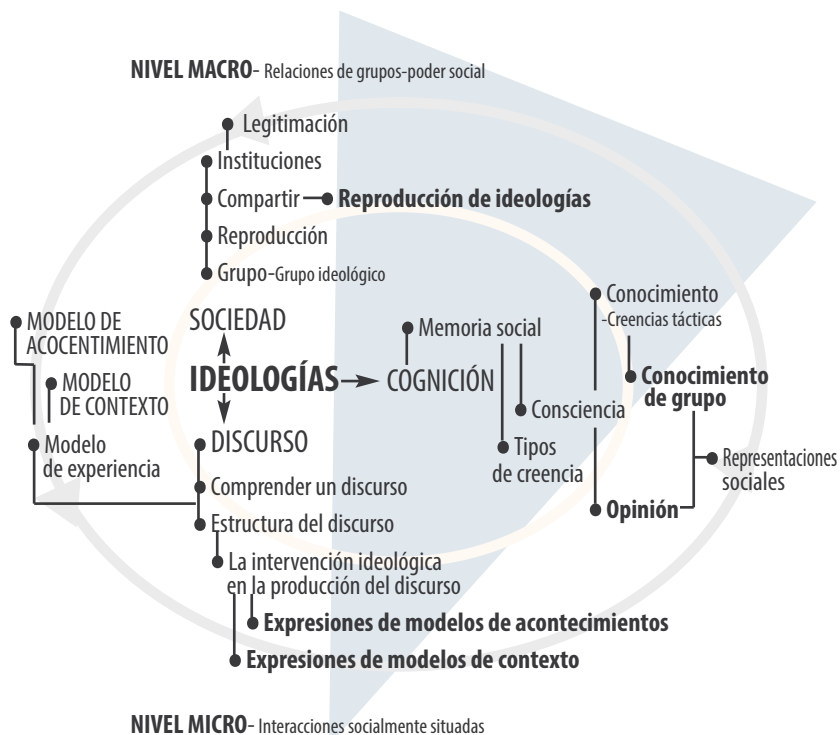 NIVEL MACRO- Relaciones de grupos-poder social
Legitimación
Instituciones
Compartir
Reproducción de ideologías
Reproducción
Grupo-Grupo ideológico
SOCIEDAD
IDEOLOGÍAS
COGNICIÓN
Memoria social
Consciencia
Tipos
de creencia
Conocimiento
-Creencias tácticas
Conocimiento
de grupo
Representaciones
sociales
Opinión
MODELO DE
ACOCENTIMIENTO
MODELO
DE CONTEXTO
Modelo
de experiencia
DISCURSO
Comprender un discurso
Estructura del discurso
La intervención ideológica
en la producción del discurso
Expresiones de modelos de acontecimientos
Expresiones de modelos de contexto
NIVEL MICRO- Interacciones socialmente situadas